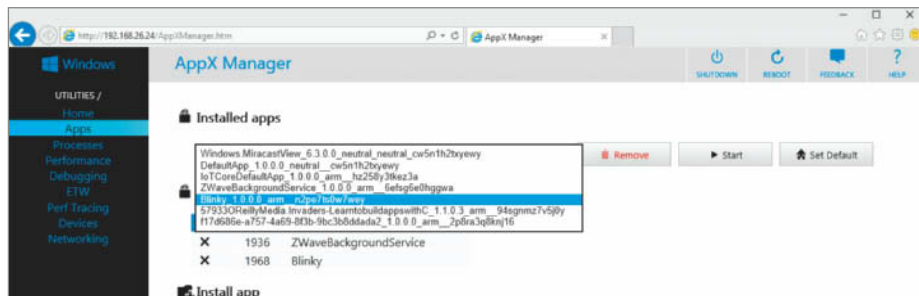 http://192.168.26.24/AppXManager.htm
AppX Manager
Windows
AppX Manager
SHUTDOWN
REBOOT
FEEDBACK
HELP
UTILITIES /
Home
Apps
Processes
Performance
Debugging
ETW
Perf Tracing
Devices
Networking
Installed apps
Windows.MiracastView_6.3.0.0_neutral_neutral_cw5n1h2txyewy
DefaultApp_1.0.0.0_neutral__cw5n1h2txyewy
IoTCoreDefaultApp_1.0.0.0_arm__hz258y3tkez3a
ZWaveBackgroundService_1.0.0.0_arm__6efsg6e0hggwa
Blinky_1.0.0.0_arm__n2pe7ts0w7wey
57933OReillyMedia.Invaders-LearntobuildappswithC_1.1.0.3_arm__94sgnmz7v5j0y
f17d686e-a757-4a69-8f3b-9bc3b8ddada2_1.0.0.0_arm__2p8ra3q8knj16
Remove
Start
Set Default
1936 ZWaveBackgroundService
1968 Blinky
Install app